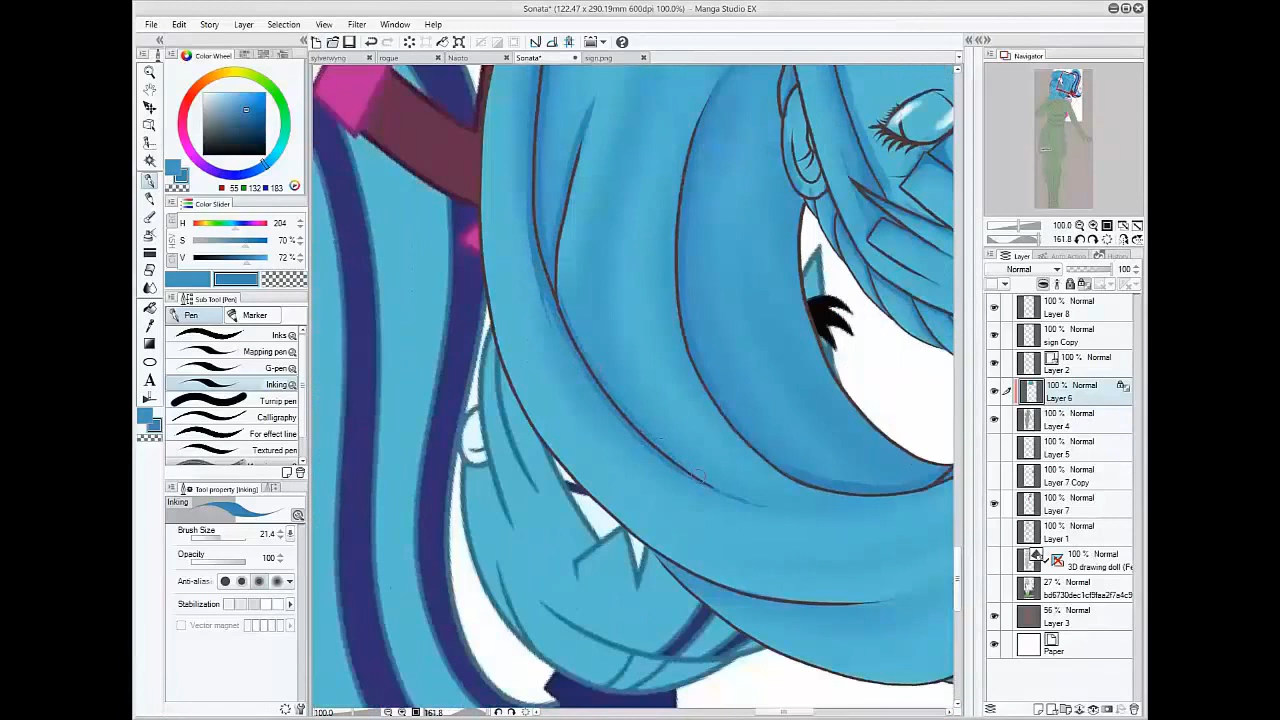 Sonata* (122.47 x 290.19mm 600dpi 100.0%) - Manga Studio EX
File Edit Story Layer Selection View Filter Window Help
sylverwyng rogue Naoto Sonata* sign.png
Color Wheel
55 132 183
Color Slider
H 204
S 70 %
V 72 %
Sub Tool [Pen]
Pen Marker
Inks
Mapping pen
G-pen
Inking
Turnip pen
Calligraphy
For effect line
Textured pen
Tool property [Inking]
Inking
Brush Size 21.4
Opacity 100
Anti-alias
Stabilization
Vector magnet
100.0 161.8
Navigator
100.0
161.8
Layer Auto Action History
Normal 100
100 % Normal
Layer 8
100 % Normal
sign Copy
100 % Normal
Layer 2
100 % Normal
Layer 6
100 % Normal
Layer 4
100 % Normal
Layer 5
100 % Normal
Layer 7 Copy
100 % Normal
Layer 7
100 % Normal
Layer 1
100 % Normal
3D drawing doll (Fe
27 % Normal
bd6730dec1cf9faa2f7a4c9
56 % Normal
Layer 3
Paper